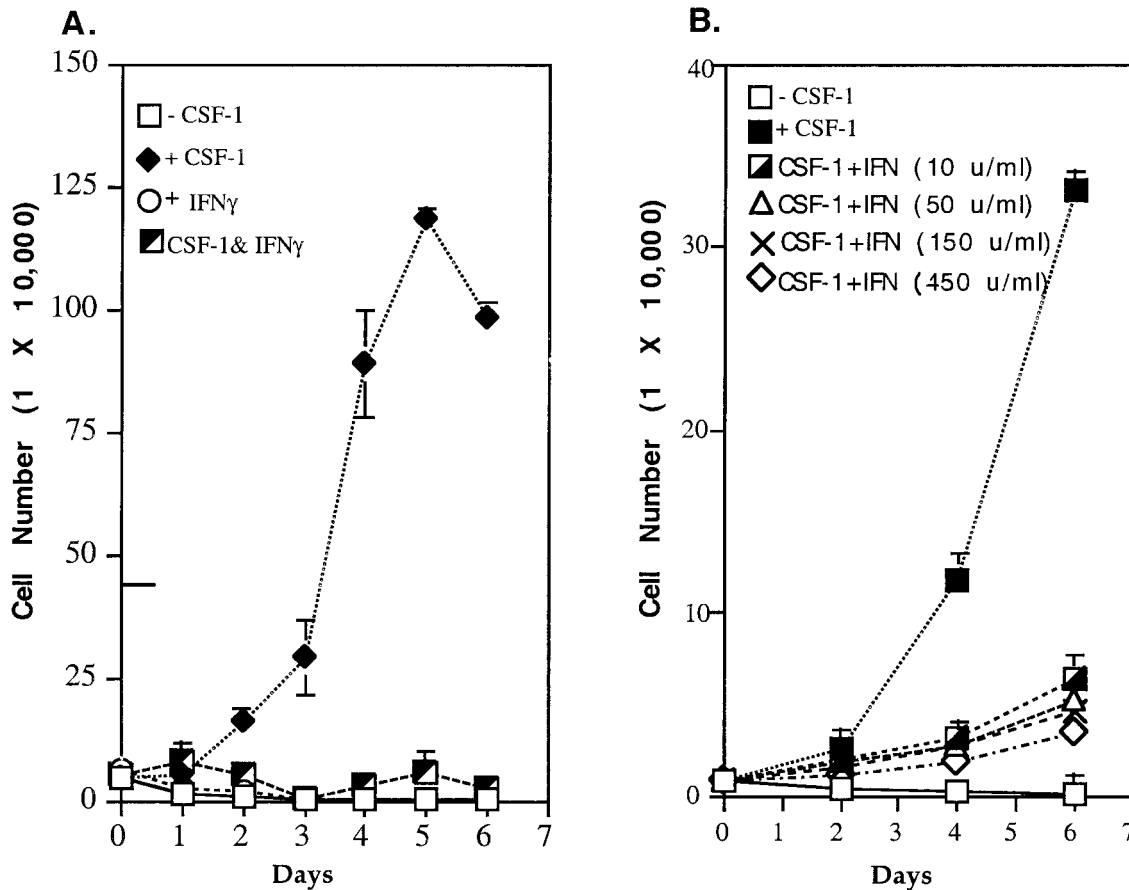 A.
150
125
100
75
50
25
0
Cell Number (1 X 10,000)
- CSF-1
+ CSF-1
+ IFNγ
CSF-1& IFNγ
0 1 2 3 4 5 6 7
Days
B.
40
30
20
10
0
Cell Number (1 X 10,000)
- CSF-1
+ CSF-1
CSF-1+IFN (10 u/ml)
CSF-1+IFN (50 u/ml)
CSF-1+IFN (150 u/ml)
CSF-1+IFN (450 u/ml)
0 1 2 3 4 5 6 7
Days